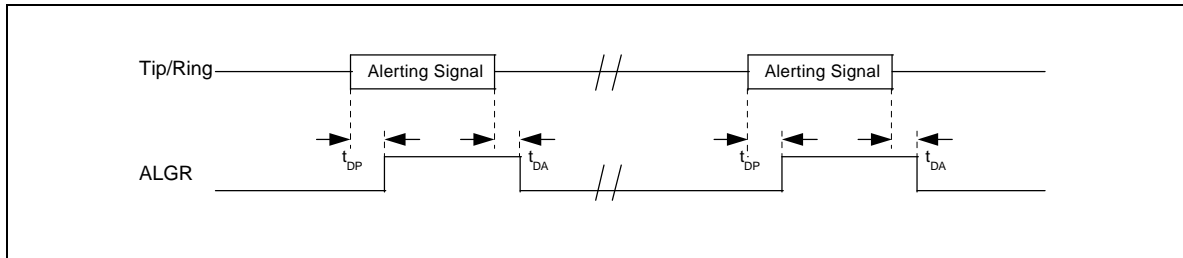 Tip/Ring
Alerting Signal
Alerting Signal
tDP
tDA
tDP
tDA
ALGR